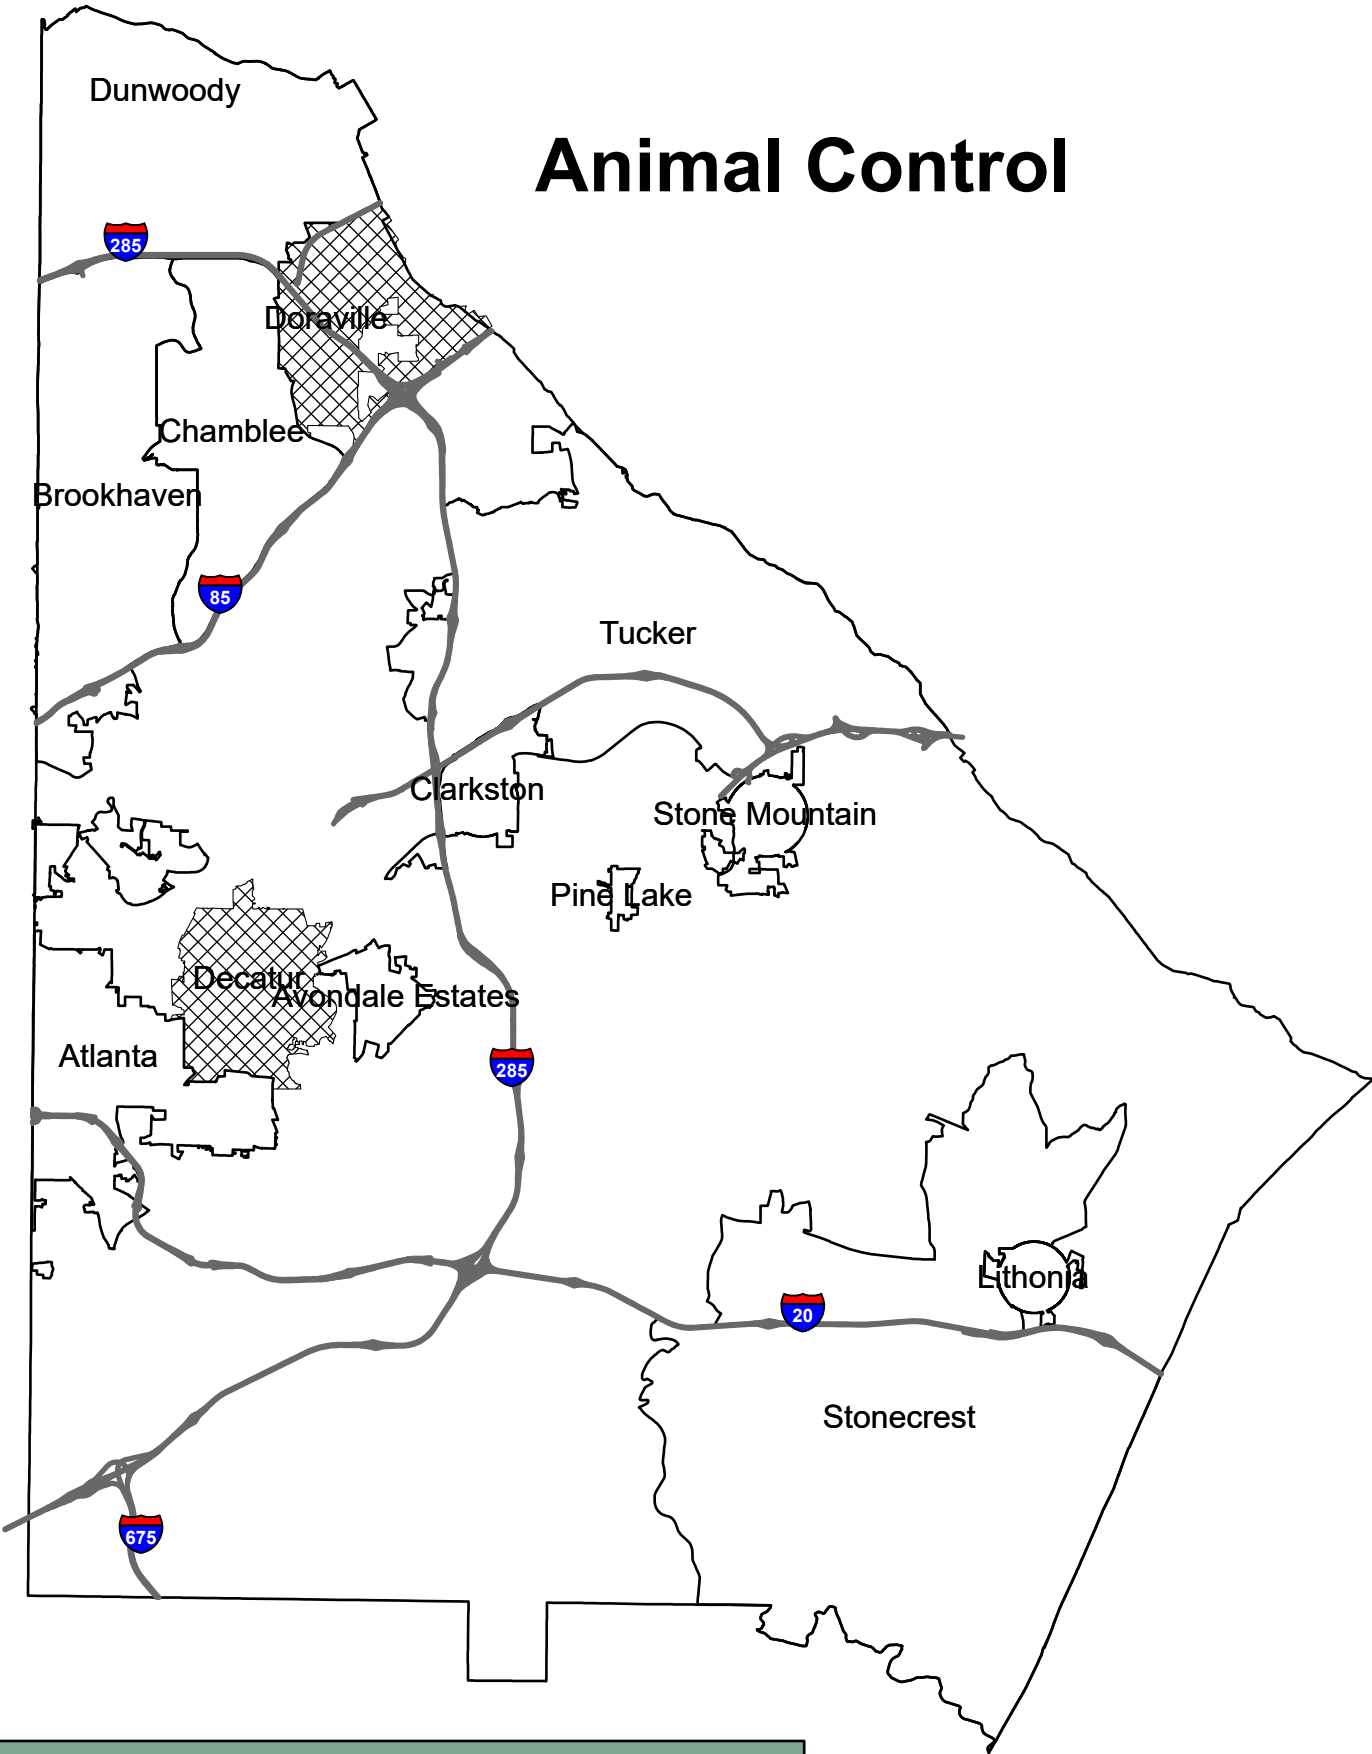 Dunwoody
Animal Control
285
Doraville
Chamblee
Brookhaven
85
Tucker
Clarkston
Stone Mountain
Pine Lake
Decatur
Avondale Estates
Atlanta
285
Lithonia
20
Stonecrest
675